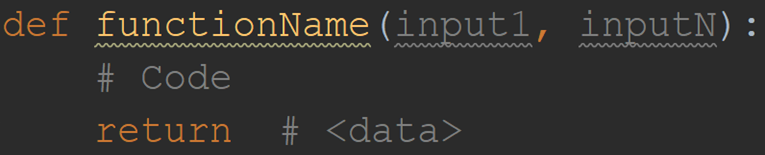 def functionName(input1, inputN):
# Code
return # <data>